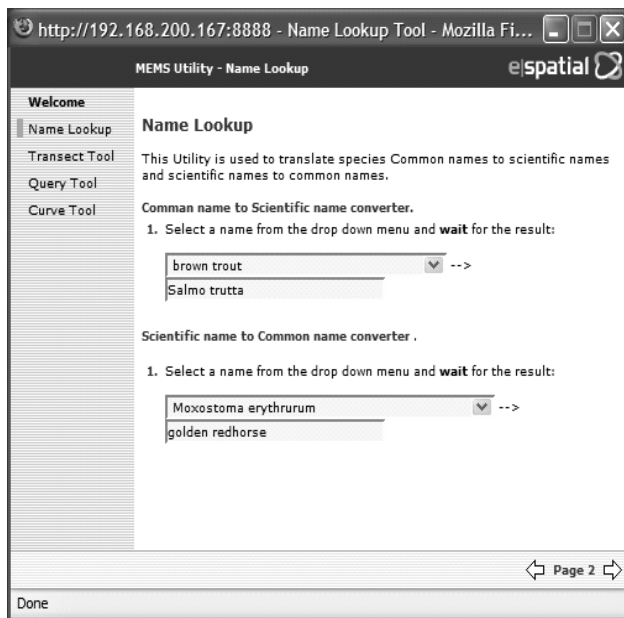 http://192.168.200.167:8888 - Name Lookup Tool - Mozilla Fi...
MEMS Utility - Name Lookup
e|spatial
Welcome
Name Lookup
Transect Tool
Query Tool
Curve Tool
Name Lookup
This Utility is used to translate species Common names to scientific names
and scientific names to common names.
Comman name to Scientific name converter.
1. Select a name from the drop down menu and wait for the result:
brown trout -->
Salmo trutta
Scientific name to Common name converter .
1. Select a name from the drop down menu and wait for the result:
Moxostoma erythrurum -->
golden redhorse
Page 2
Done